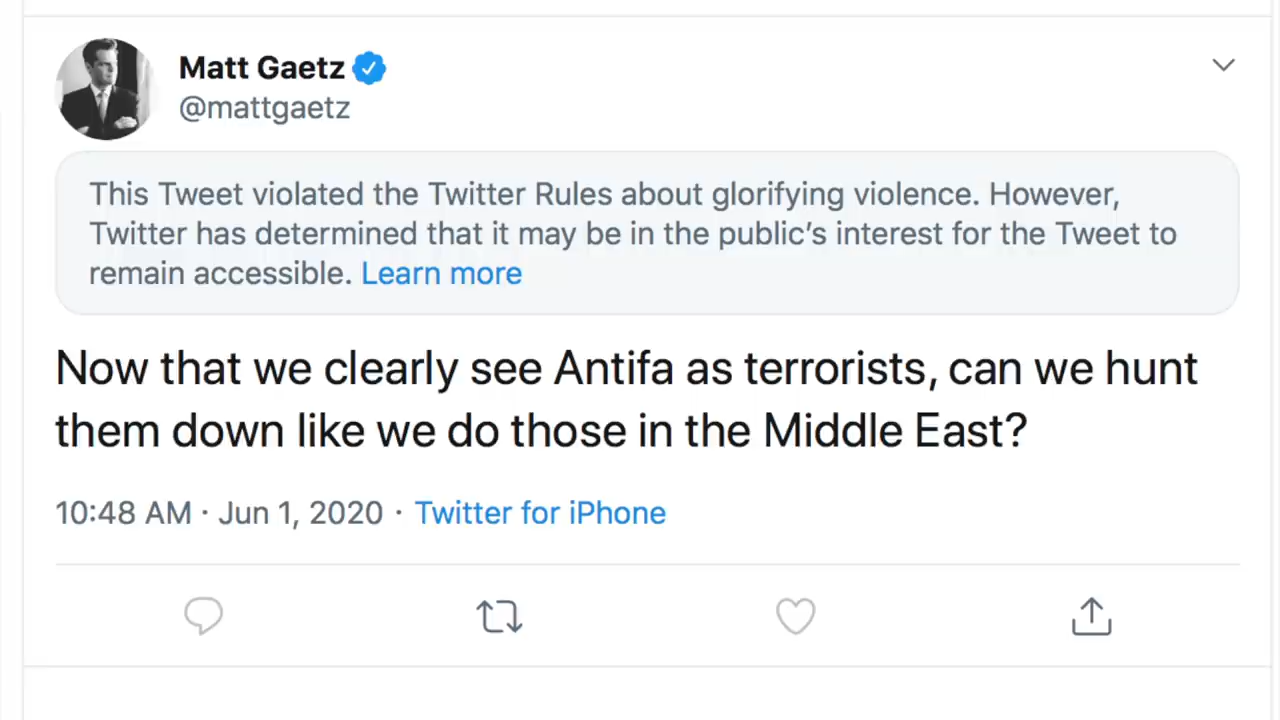 Matt Gaetz
@mattgaetz
This Tweet violated the Twitter Rules about glorifying violence. However,
Twitter has determined that it may be in the public's interest for the Tweet to
remain accessible. Learn more
Now that we clearly see Antifa as terrorists, can we hunt
them down like we do those in the Middle East?
10:48 AM · Jun 1, 2020 · Twitter for iPhone